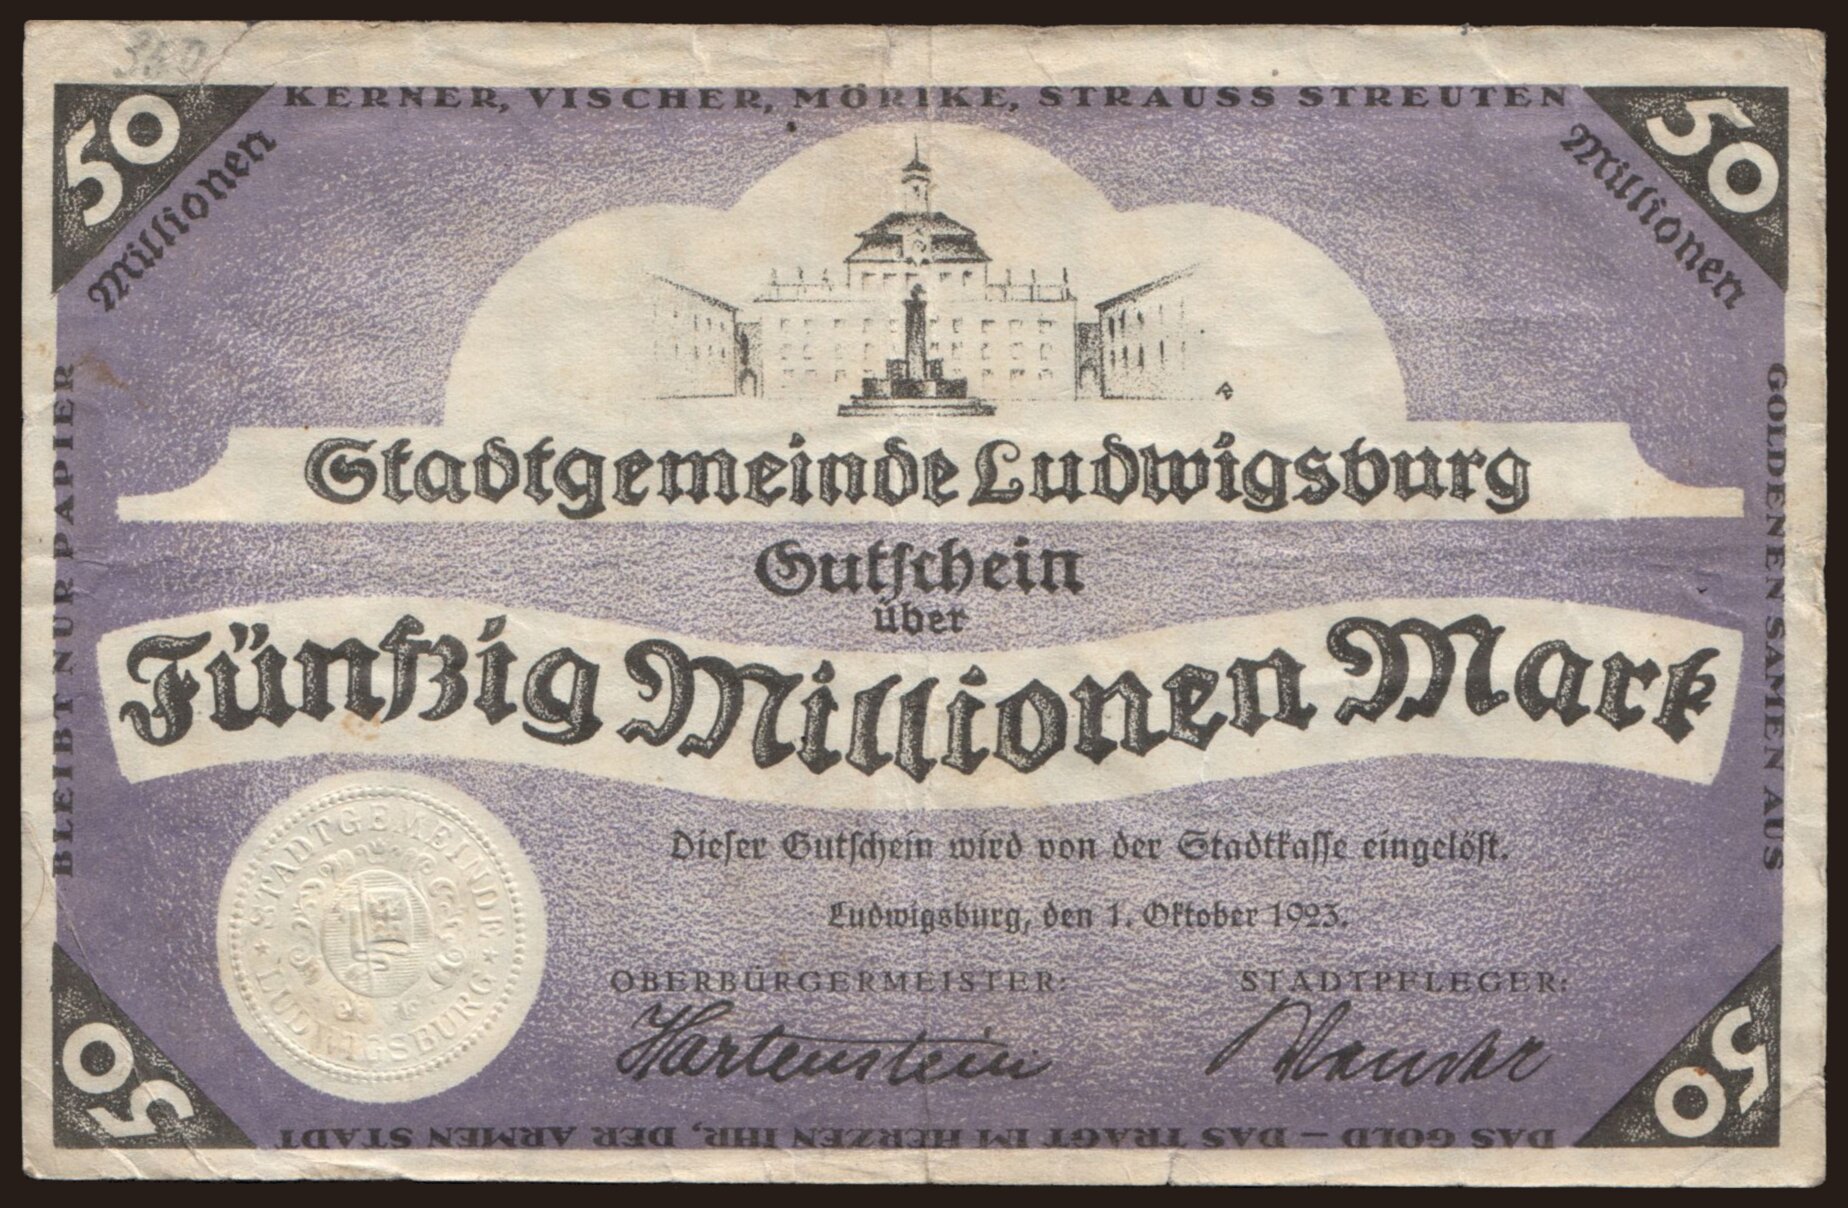 360
KERNER, VISCHER, MÖRIKE, STRAUSS STREUTEN
50
Millionen
50
Millionen
GOLDENEN SAMEN AUS
Stadtgemeinde Ludwigsburg
Gutschein
über
Fünfzig Millionen Mark
Dieser Gutschein wird von der Stadtkasse eingelöst.
Ludwigsburg, den 1. Oktober 1923.
OBERBÜRGERMEISTER:
STADTPFLEGER:
Hartenstein
STADTGEMEINDE
LUDWIGSBURG
50
50
DAS GOLD – DAS TRAGT IM HERZEN IHR, DER ARMEN STADT
BLEIBT NUR PAPIER